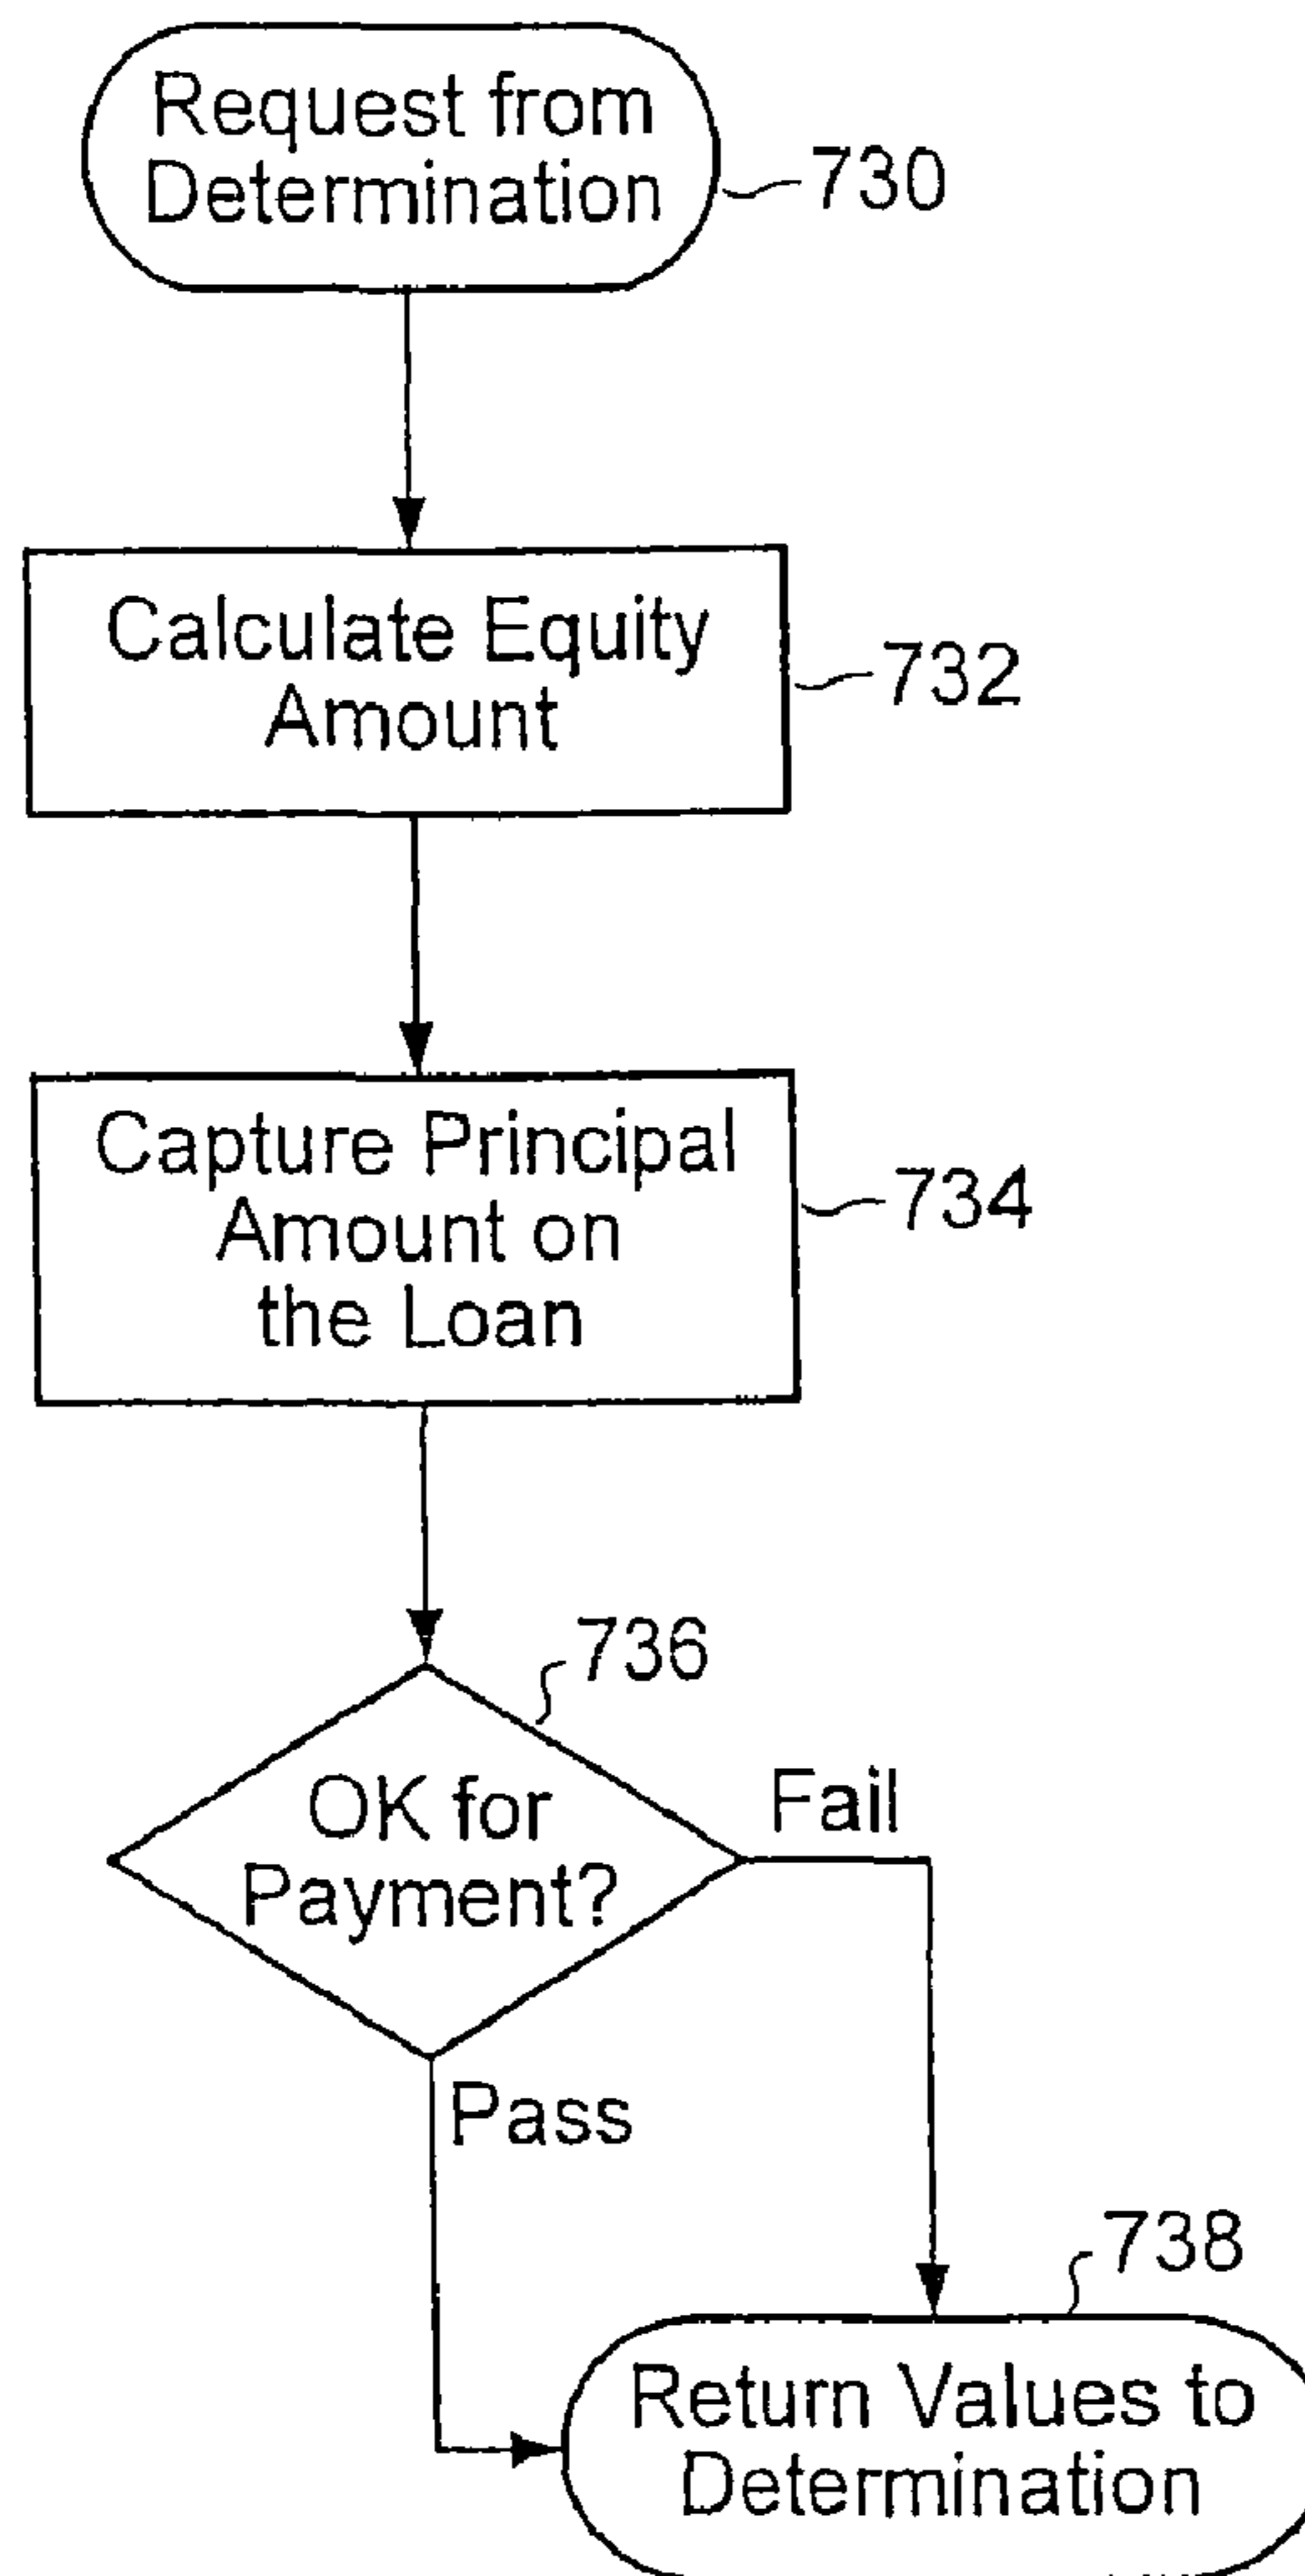 Request from
Determination
730
Calculate Equity
Amount
732
Capture Principal
Amount on
the Loan
734
736
OK for
Payment?
Fail
Pass
738
Return Values to
Determination